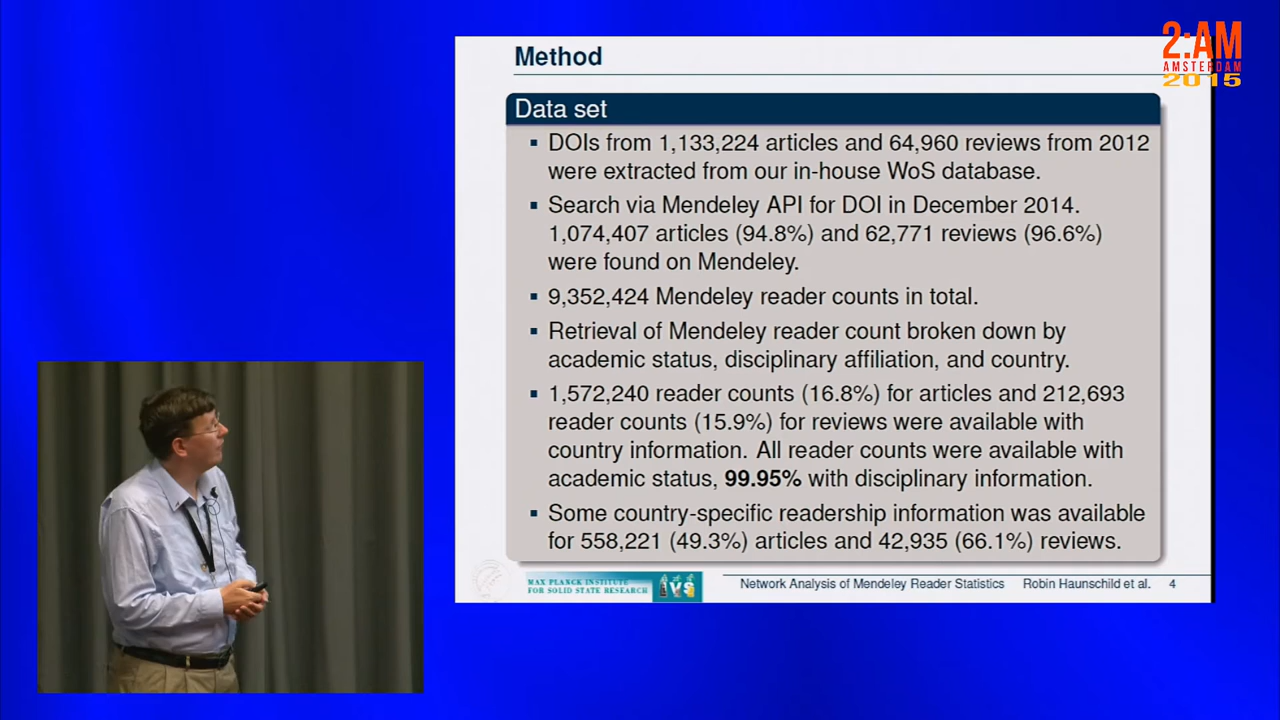 2:AM
AMSTERDAM
2015
Method
Data set
▪ DOIs from 1,133,224 articles and 64,960 reviews from 2012
were extracted from our in-house WoS database.
▪ Search via Mendeley API for DOI in December 2014.
1,074,407 articles (94.8%) and 62,771 reviews (96.6%)
were found on Mendeley.
▪ 9,352,424 Mendeley reader counts in total.
▪ Retrieval of Mendeley reader count broken down by
academic status, disciplinary affiliation, and country.
▪ 1,572,240 reader counts (16.8%) for articles and 212,693
reader counts (15.9%) for reviews were available with
country information. All reader counts were available with
academic status, 99.95% with disciplinary information.
▪ Some country-specific readership information was available
for 558,221 (49.3%) articles and 42,935 (66.1%) reviews.
MAX PLANCK INSTITUTE
FOR SOLID STATE RESEARCH
IVS
Network Analysis of Mendeley Reader Statistics Robin Haunschild et al. 4